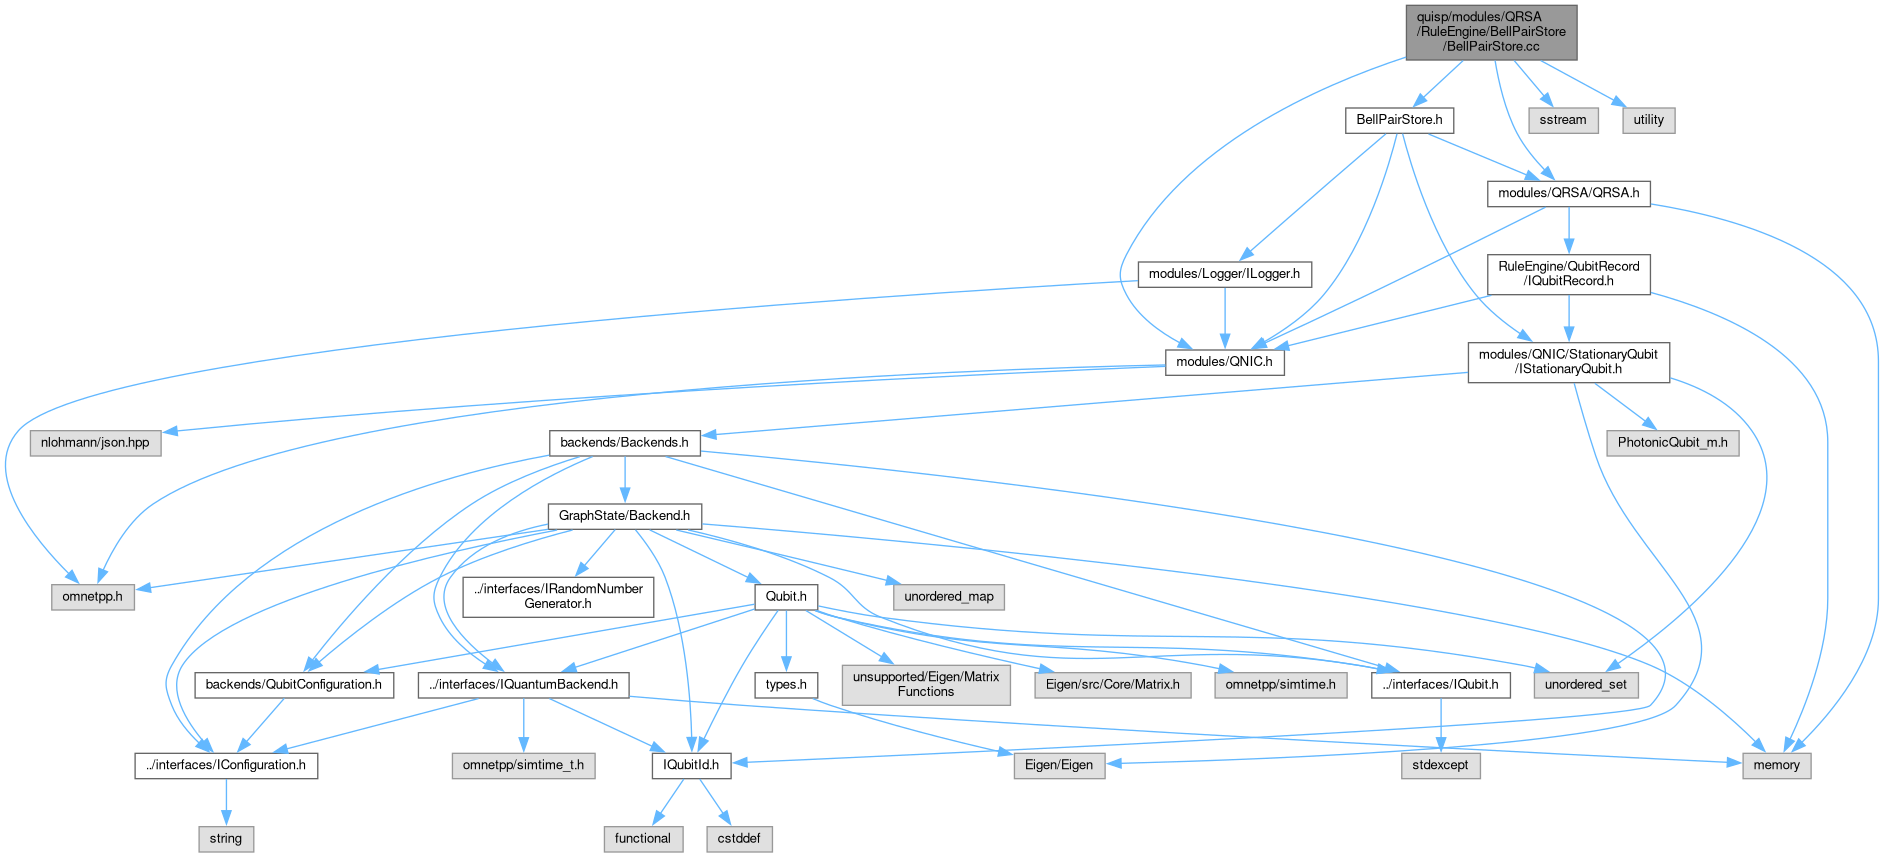 quisp/modules/QRSA
/RuleEngine/BellPairStore
/BellPairStore.cc
BellPairStore.h
sstream
utility
modules/QRSA/QRSA.h
modules/Logger/ILogger.h
RuleEngine/QubitRecord
/IQubitRecord.h
modules/QNIC.h
modules/QNIC/StationaryQubit
/IStationaryQubit.h
nlohmann/json.hpp
backends/Backends.h
PhotonicQubit_m.h
GraphState/Backend.h
omnetpp.h
../interfaces/IRandomNumber
Generator.h
Qubit.h
unordered_map
backends/QubitConfiguration.h
../interfaces/IQuantumBackend.h
types.h
unsupported/Eigen/Matrix
Functions
Eigen/src/Core/Matrix.h
omnetpp/simtime.h
../interfaces/IQubit.h
unordered_set
../interfaces/IConfiguration.h
omnetpp/simtime_t.h
IQubitId.h
Eigen/Eigen
stdexcept
memory
string
functional
cstddef